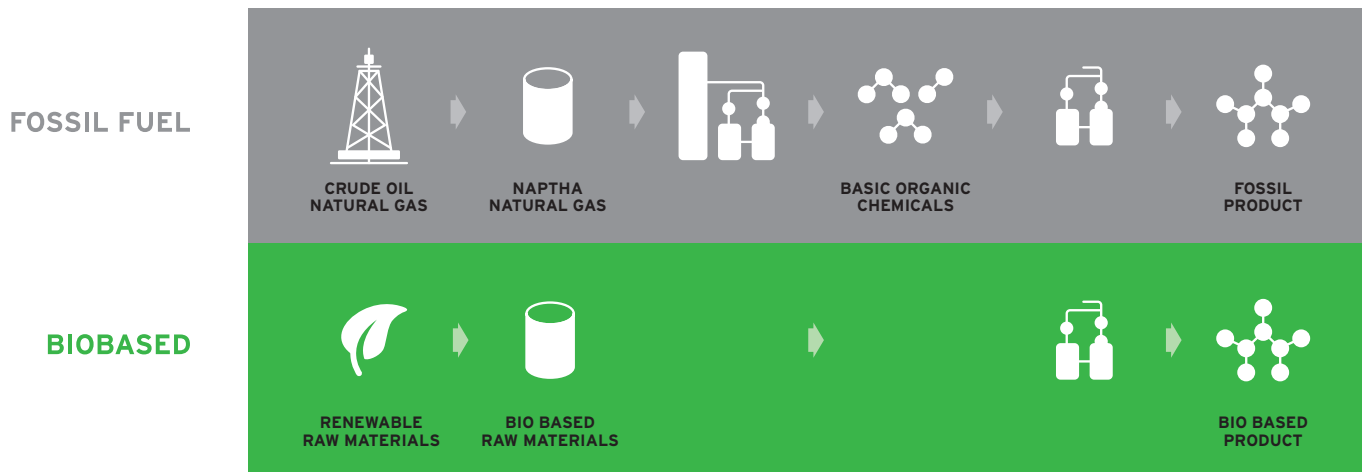 FOSSIL FUEL
CRUDE OIL
NATURAL GAS
NAPTHA
NATURAL GAS
BASIC ORGANIC
CHEMICALS
FOSSIL
PRODUCT
BIOBASED
RENEWABLE
RAW MATERIALS
BIO BASED
RAW MATERIALS
BIO BASED
PRODUCT